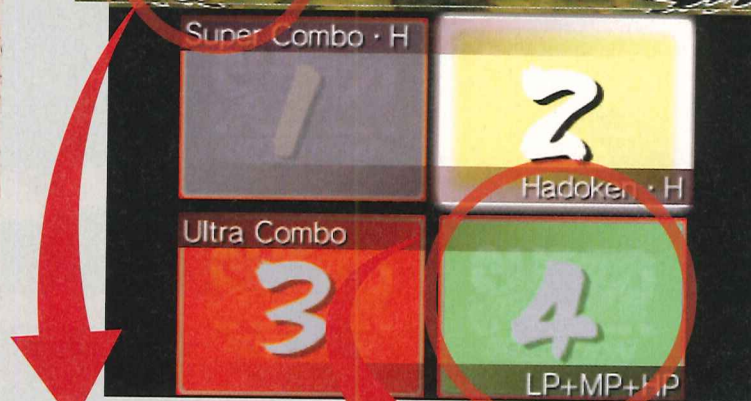 Super Combo · H
1
2
Hadoken · H
Ultra Combo
3
4
LP+MP+HP